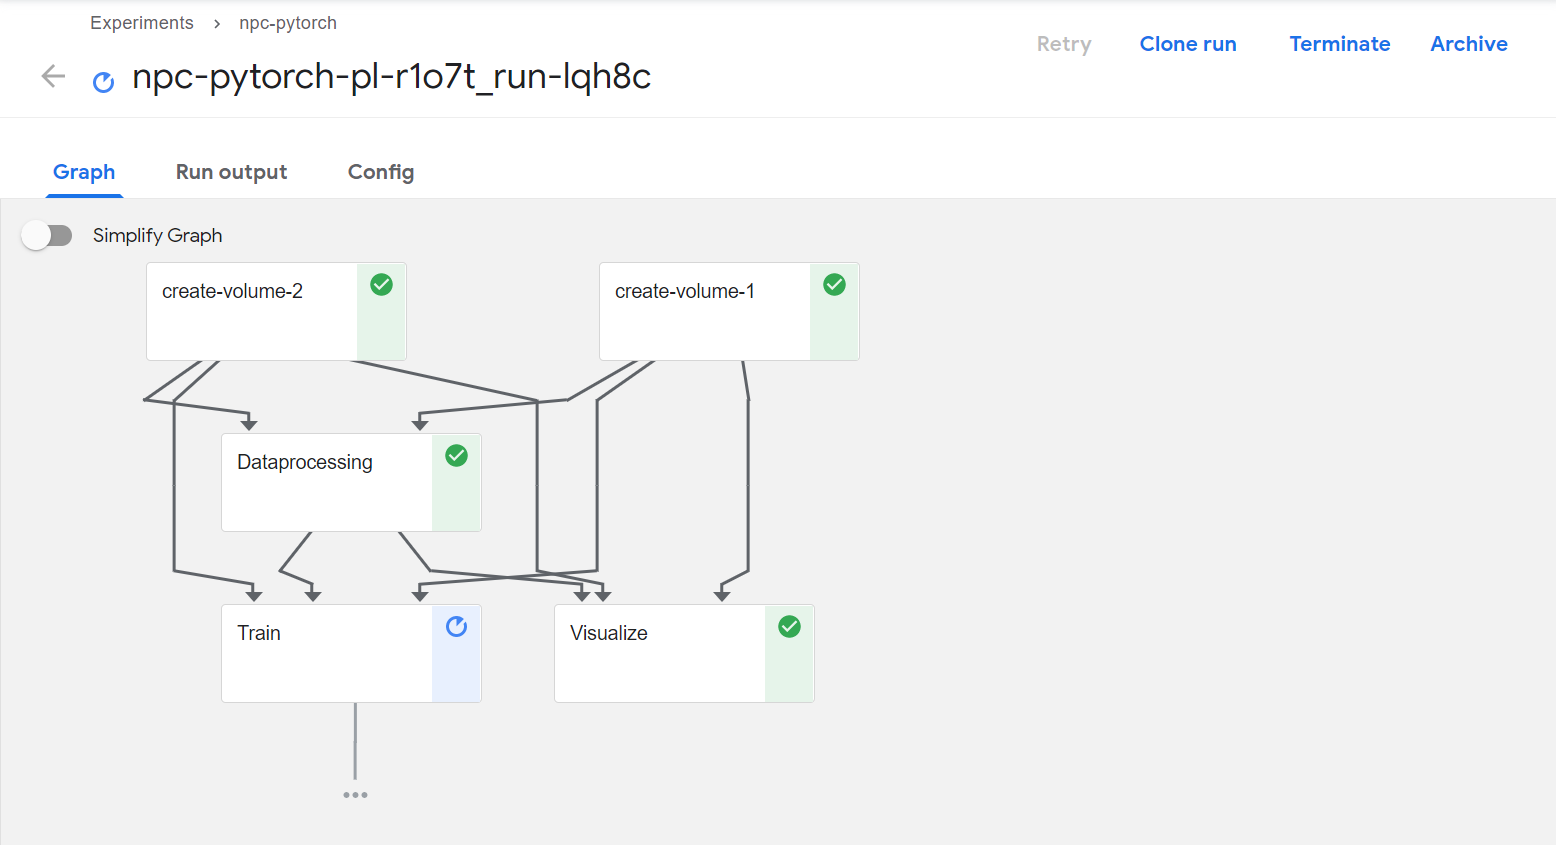 Experiments > npc-pytorch
Retry Clone run Terminate Archive
npc-pytorch-pl-r1o7t_run-lqh8c
Graph Run output Config
Simplify Graph
create-volume-2 create-volume-1
Dataprocessing
Train Visualize